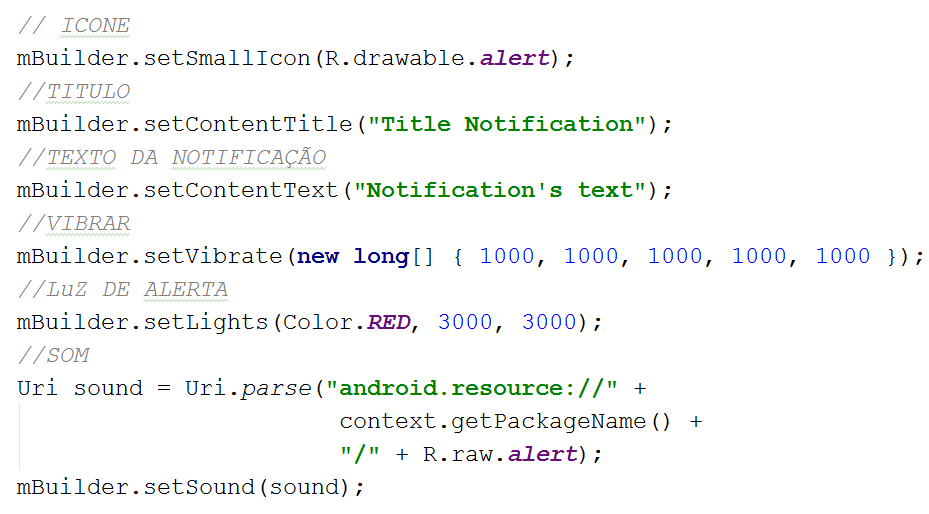 // ICONE
mBuilder.setSmallIcon(R.drawable.alert);
//TITULO
mBuilder.setContentTitle("Title Notification");
//TEXTO DA NOTIFICAÇÃO
mBuilder.setContentText("Notification's text");
//VIBRAR
mBuilder.setVibrate(new long[] { 1000, 1000, 1000, 1000, 1000 });
//LuZ DE ALERTA
mBuilder.setLights(Color.RED, 3000, 3000);
//SOM
Uri sound = Uri.parse("android.resource://" +
                       context.getPackageName() +
                       "/" + R.raw.alert);
mBuilder.setSound(sound);